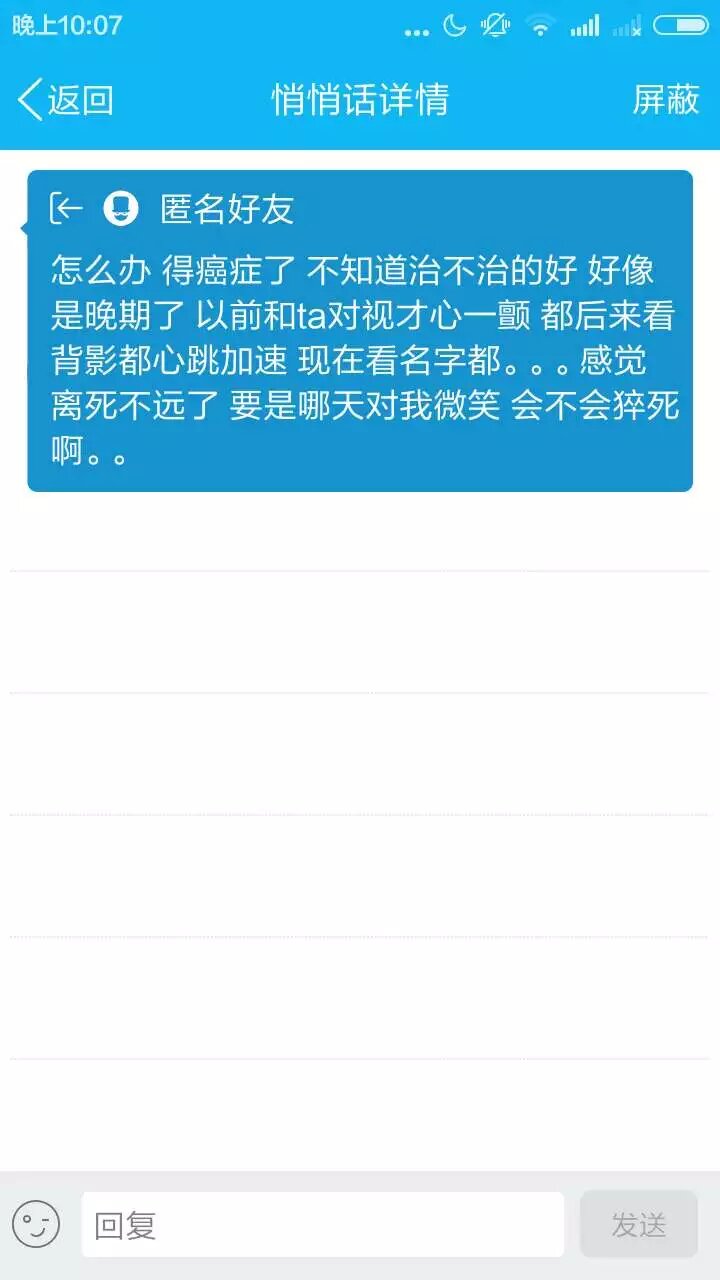 晚上10:07
返回
悄悄话详情
屏蔽
匿名好友
怎么办 得癌症了 不知道治不治的好 好像
是晚期了 以前和ta对视才心一颤 都后来看
背影都心跳加速 现在看名字都。。。感觉
离死不远了 要是哪天对我微笑 会不会猝死
啊。。
回复
发送